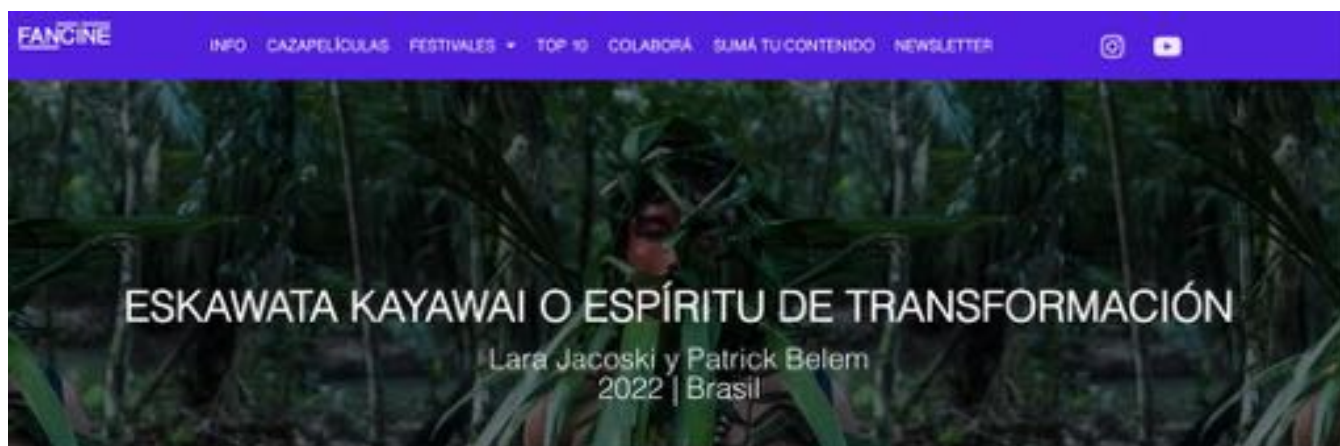 FANCINE
INFO CAZAPELÍCULAS FESTIVALES TOP 10 COLABORÁ SUMÁ TU CONTENIDO NEWSLETTER
ESKAWATA KAYAWAI O ESPÍRITU DE TRANSFORMACIÓN
Lara Jacoski y Patrick Belem
2022 | Brasil